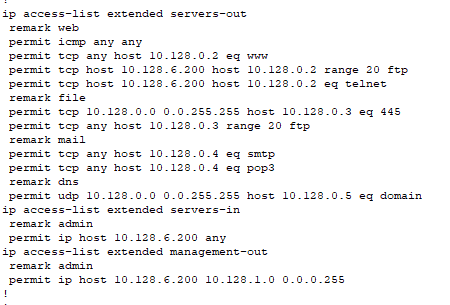 !
ip access-list extended servers-out
remark web
permit icmp any any
permit tcp any host 10.128.0.2 eq www
permit tcp host 10.128.6.200 host 10.128.0.2 range 20 ftp
permit tcp host 10.128.6.200 host 10.128.0.2 eq telnet
remark file
permit tcp 10.128.0.0 0.0.255.255 host 10.128.0.3 eq 445
permit tcp any host 10.128.0.3 range 20 ftp
remark mail
permit tcp any host 10.128.0.4 eq smtp
permit tcp any host 10.128.0.4 eq pop3
remark dns
permit udp 10.128.0.0 0.0.255.255 host 10.128.0.5 eq domain
ip access-list extended servers-in
remark admin
permit ip host 10.128.6.200 any
ip access-list extended management-out
remark admin
permit ip host 10.128.6.200 10.128.1.0 0.0.0.255
!